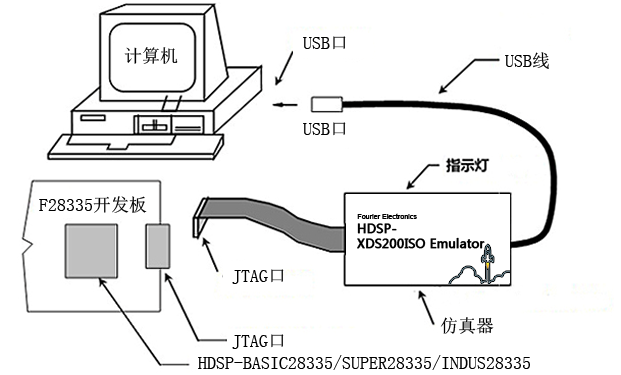 计算机
USB口
USB线
USB口
指示灯
F28335开发板
Fourier Electronics
HDSP-
XDS200ISO Emulator
JTAG口
仿真器
JTAG口
HDSP-BASIC28335/SUPER28335/INDUS28335